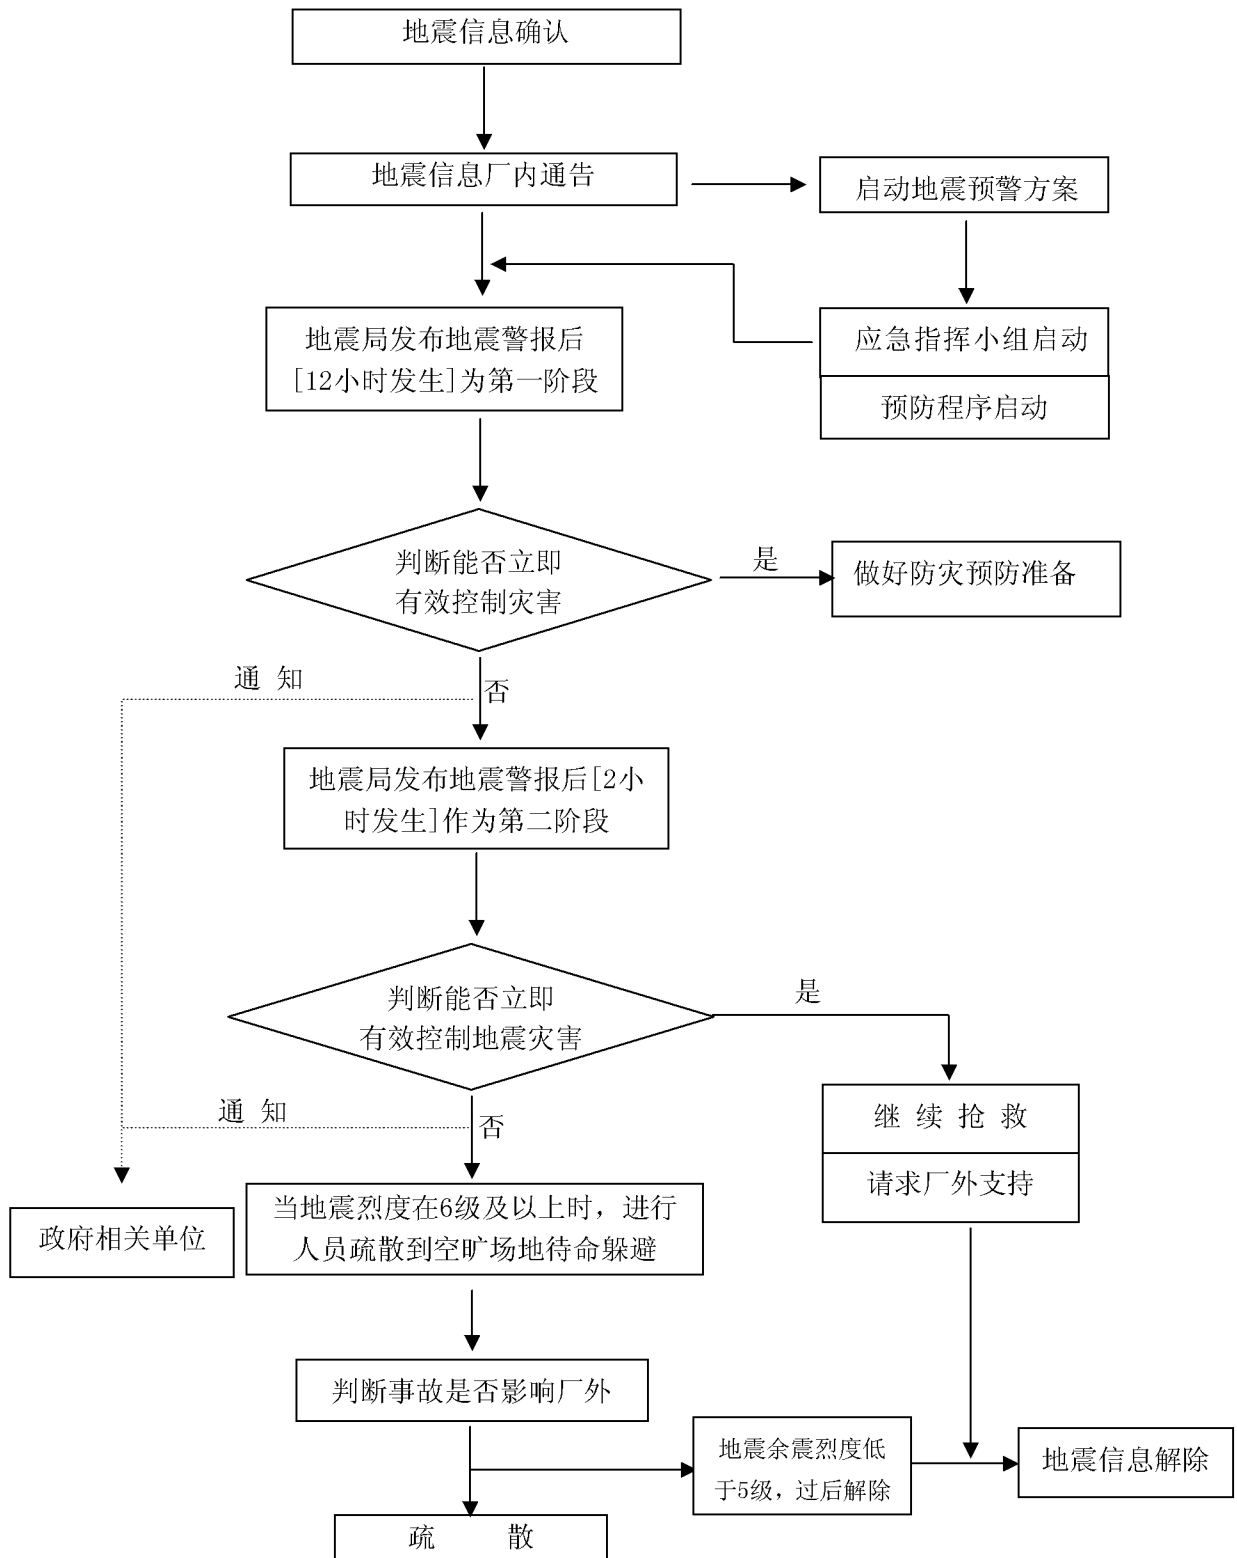 地震信息确认
地震信息厂内通告
启动地震预警方案
地震局发布地震警报后
[12小时发生]为第一阶段
应急指挥小组启动
预防程序启动
判断能否立即
有效控制灾害
是
做好防灾预防准备
通 知
否
地震局发布地震警报后[2小
时发生]作为第二阶段
判断能否立即
有效控制地震灾害
是
继 续 抢 救
请求厂外支持
通 知
否
当地震烈度在6级及以上时，进行
人员疏散到空旷场地待命躲避
政府相关单位
判断事故是否影响厂外
地震余震烈度低
于5级，过后解除
地震信息解除
疏 散